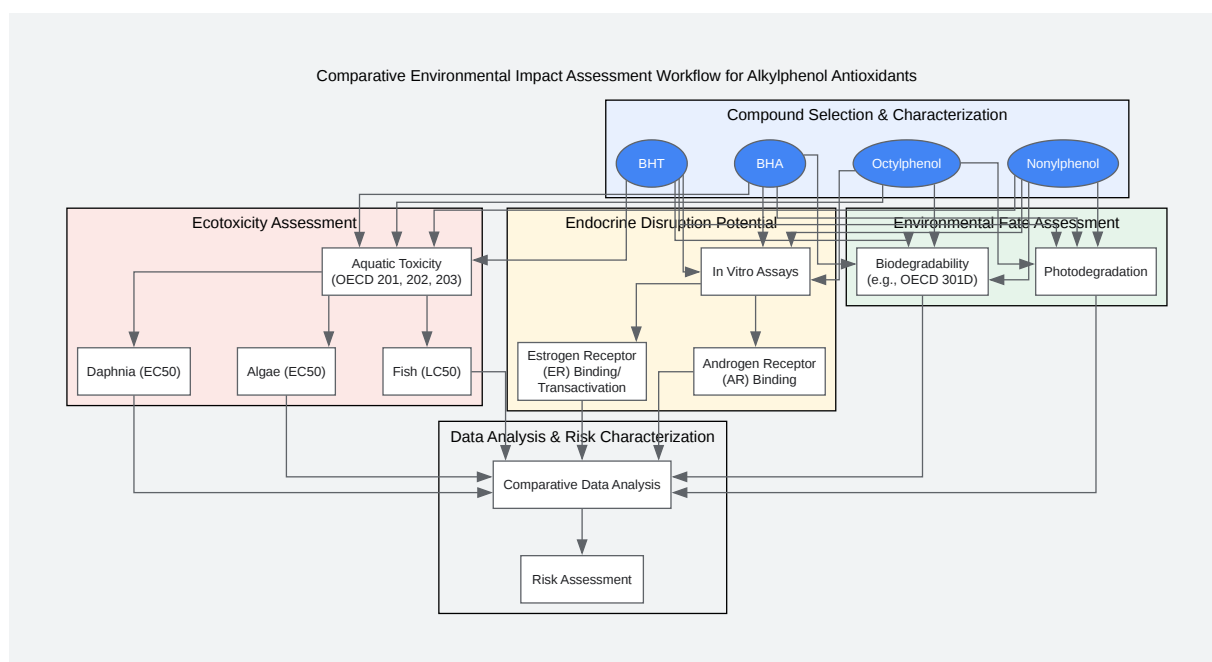 Comparative Environmental Impact Assessment Workflow for Alkylphenol Antioxidants
Compound Selection & Characterization
BHT
BHA
Octylphenol
Nonylphenol
Ecotoxicity Assessment
Endocrine Disruption Potential
Environmental Fate Assessment
Aquatic Toxicity
(OECD 201, 202, 203)
In Vitro Assays
Biodegradability
(e.g., OECD 301D)
Photodegradation
Daphnia (EC50)
Algae (EC50)
Fish (LC50)
Estrogen Receptor
(ER) Binding/
Transactivation
Androgen Receptor
(AR) Binding
Data Analysis & Risk Characterization
Comparative Data Analysis
Risk Assessment